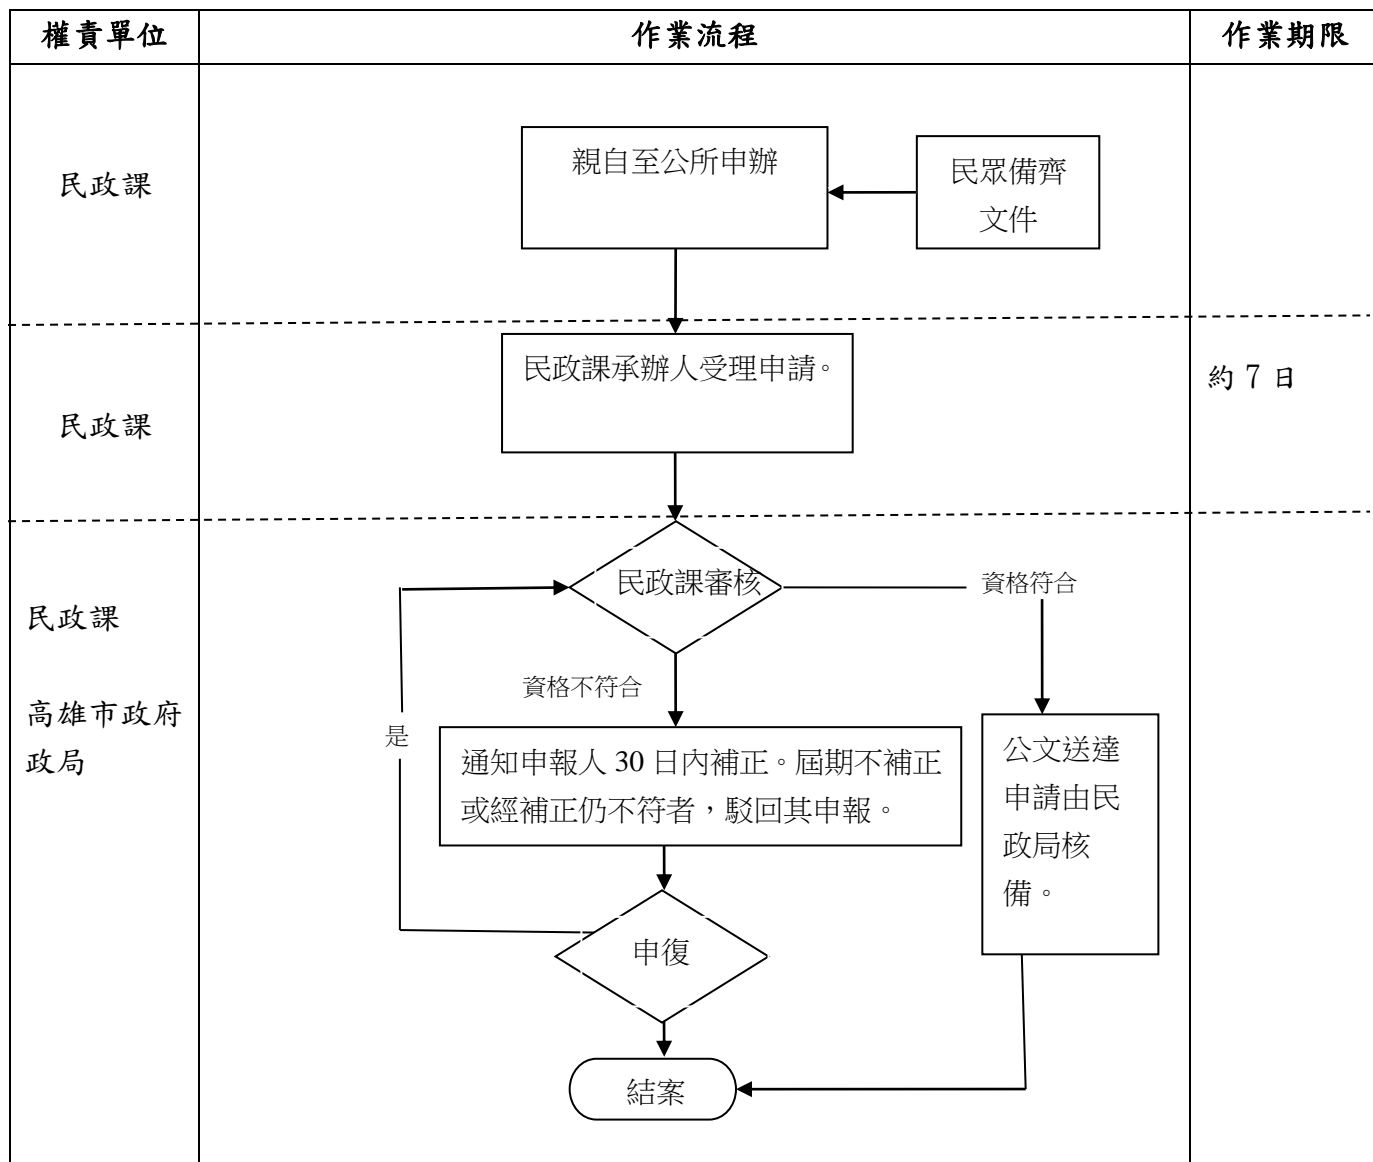 權責單位
作業流程
作業期限
民政課
親自至公所申辦
民眾備齊
文件
民政課
民政課承辦人受理申請。
約 7 日
民政課
高雄市政府
政局
民政課審核
資格符合
資格不符合
是
通知申報人 30 日內補正。屆期不補正
或經補正仍不符者，駁回其申報。
公文送達
申請由民
政局核
備。
申復
結案